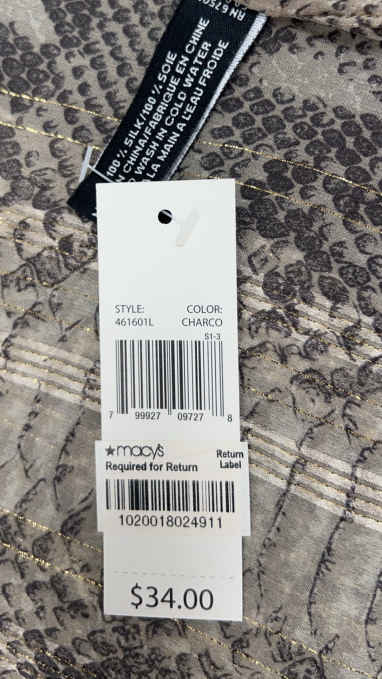 100% SILK/100% SOIE
IN CHINA/FABRIQUE EN CHINE
WASH IN COLD WATER
LA MAIN A L'EAU FROIDE
STYLE: COLOR:
461601L CHARCO
S1-3
7 99927 09727 8
★macy's Return
Required for Return Label
1020018024911
$34.00